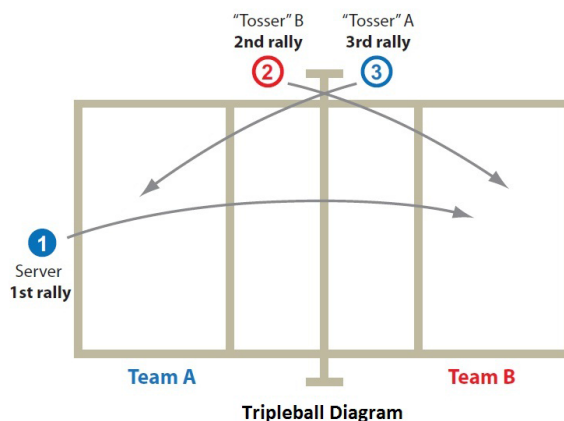 “Tosser” B
2nd rally
2
“Tosser” A
3rd rally
3
1
Server
1st rally
Team A
Team B
Tripleball Diagram